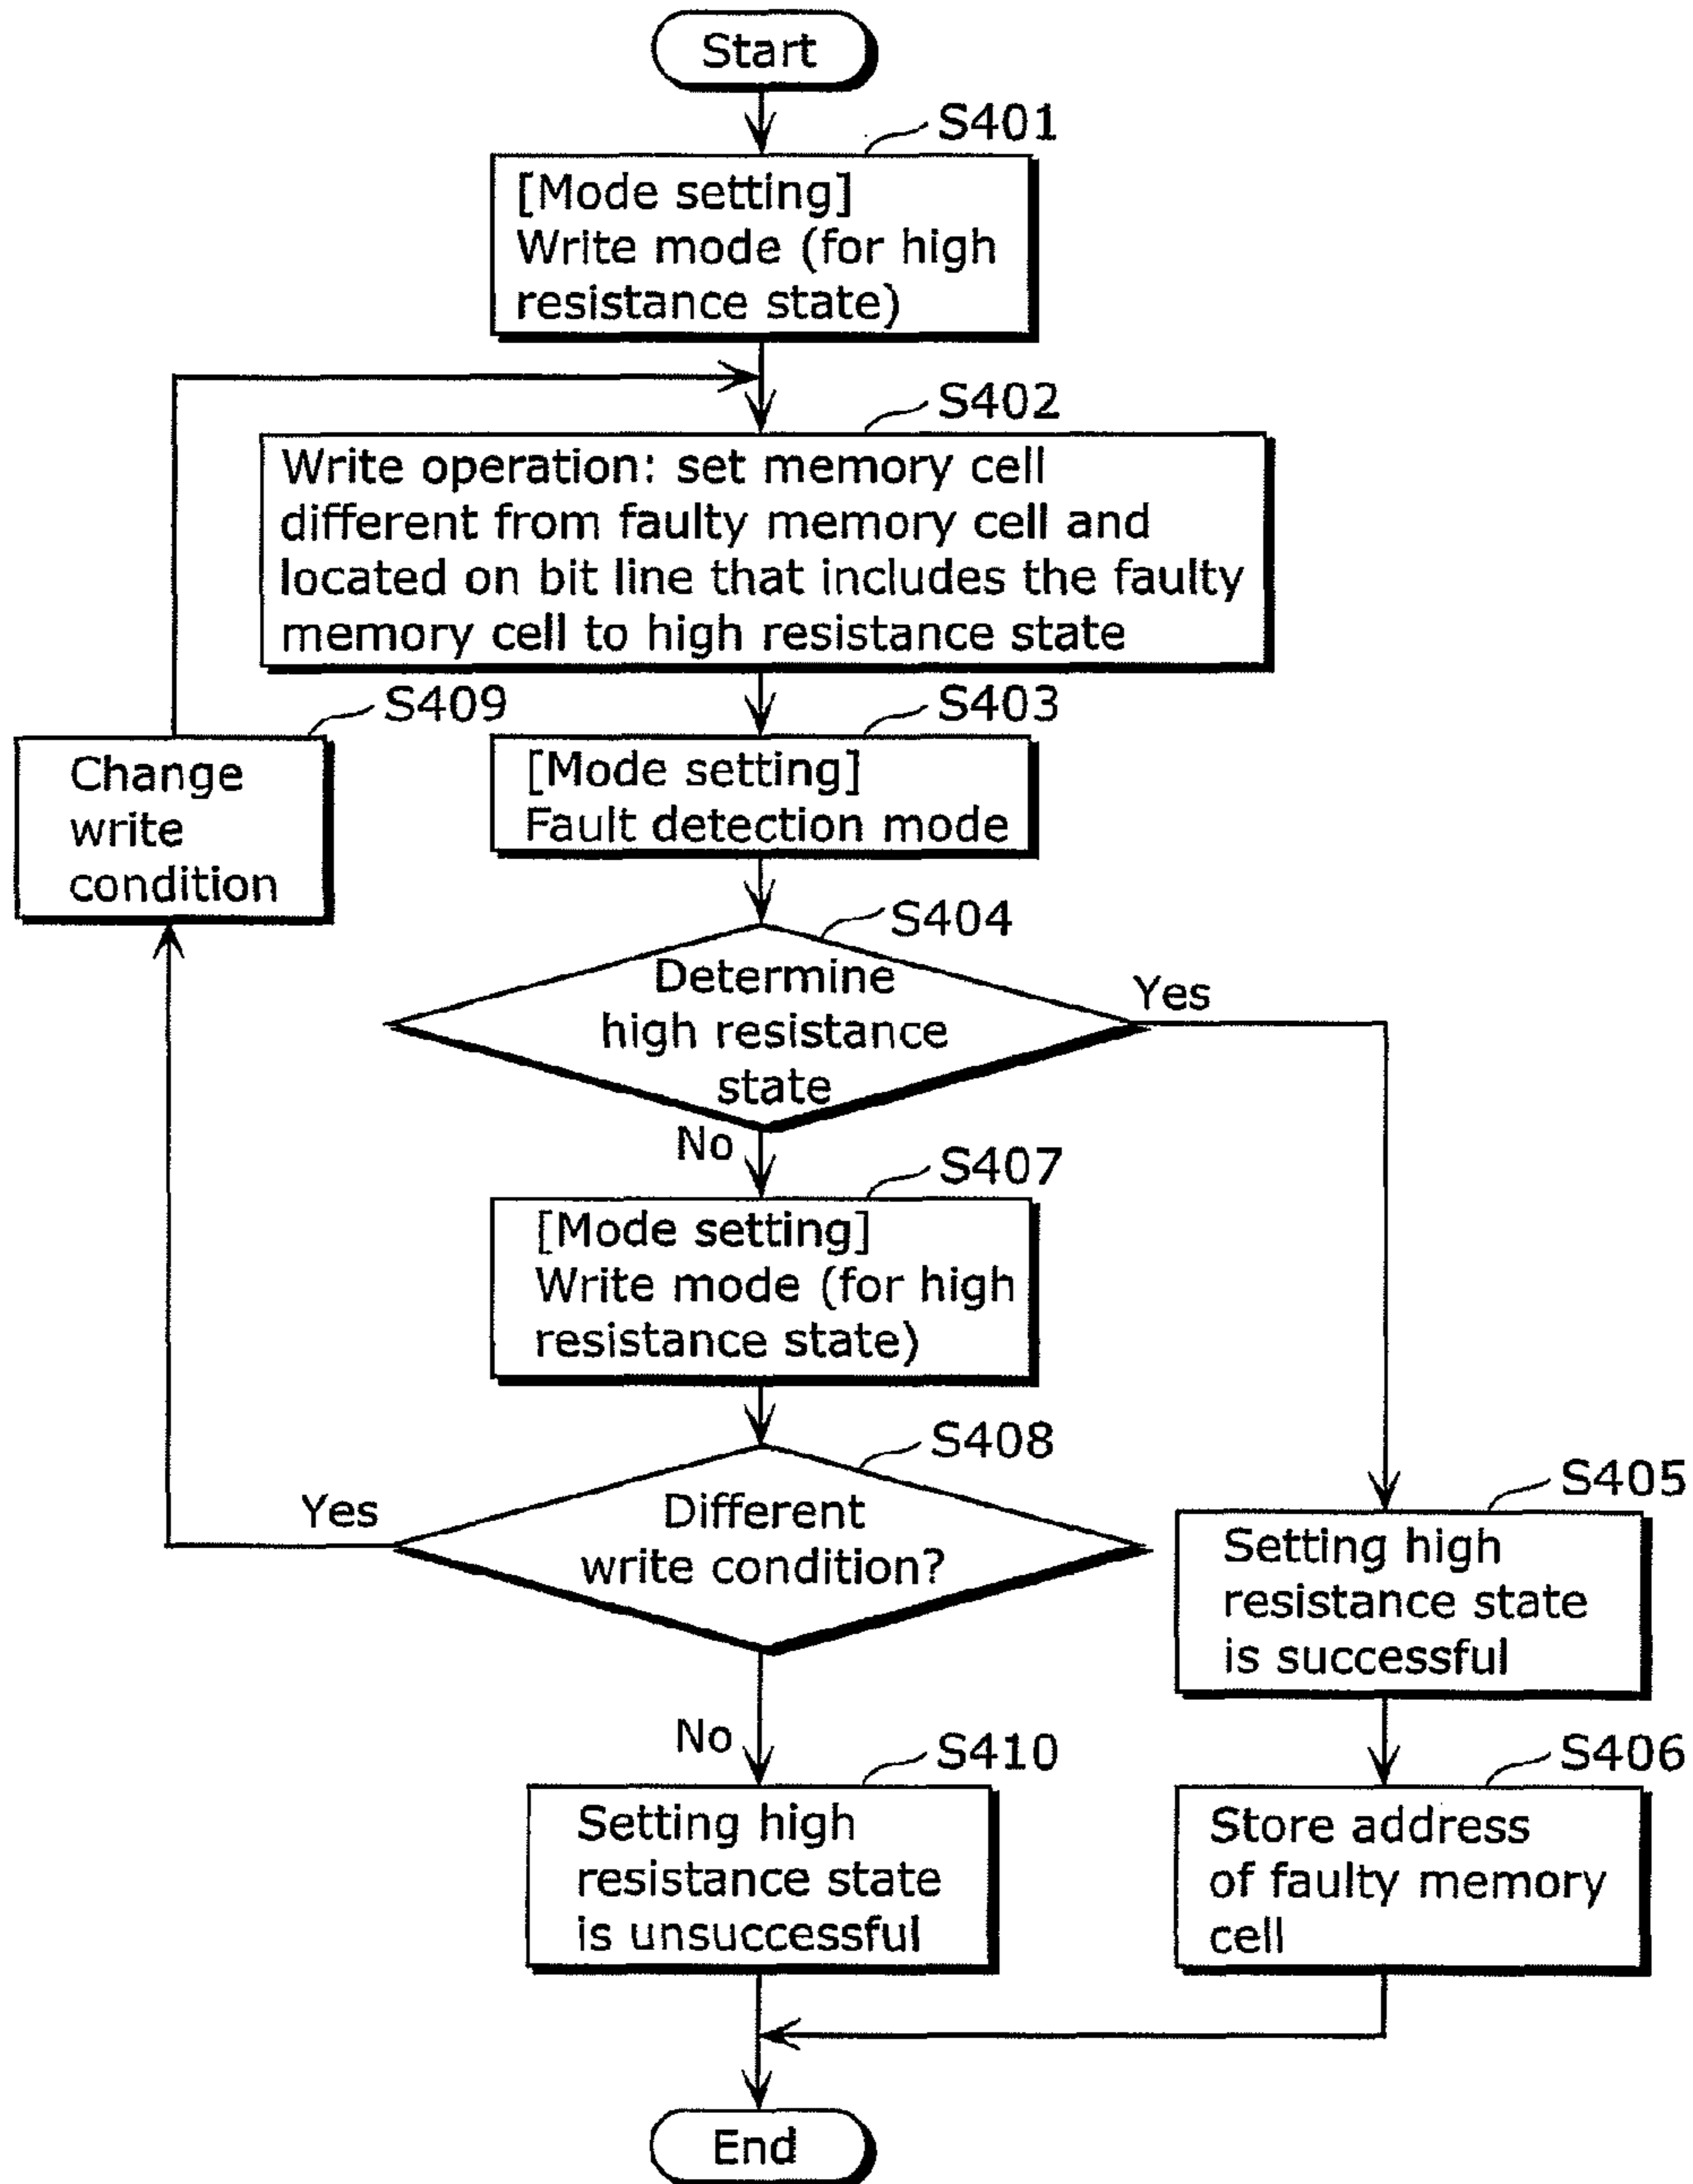 Start
S401
[Mode setting]
Write mode (for high
resistance state)
S402
Write operation: set memory cell
different from faulty memory cell and
located on bit line that includes the faulty
memory cell to high resistance state
S409
Change
write
condition
S403
[Mode setting]
Fault detection mode
S404
Determine
high resistance
state
Yes
No
S407
[Mode setting]
Write mode (for high
resistance state)
S408
Different
write condition?
Yes
No
S405
Setting high
resistance state
is successful
S410
Setting high
resistance state
is unsuccessful
S406
Store address
of faulty memory
cell
End